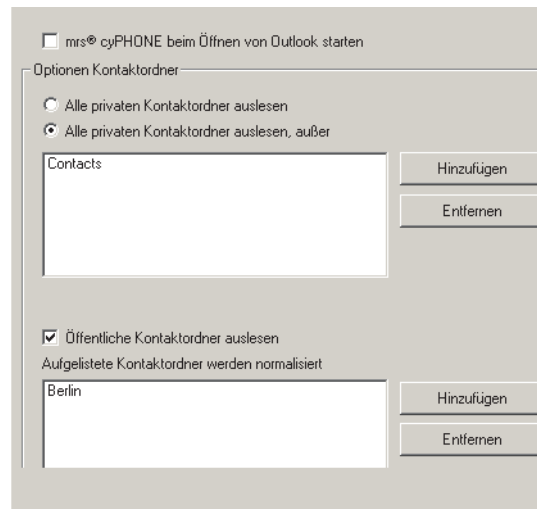 mrs® cyPHONE beim Öffnen von Outlook starten
Optionen Kontaktordner
Alle privaten Kontaktordner auslesen
Alle privaten Kontaktordner auslesen, außer
Contacts
Hinzufügen
Entfernen
Öffentliche Kontaktordner auslesen
Aufgelistete Kontaktordner werden normalisiert
Berlin
Hinzufügen
Entfernen